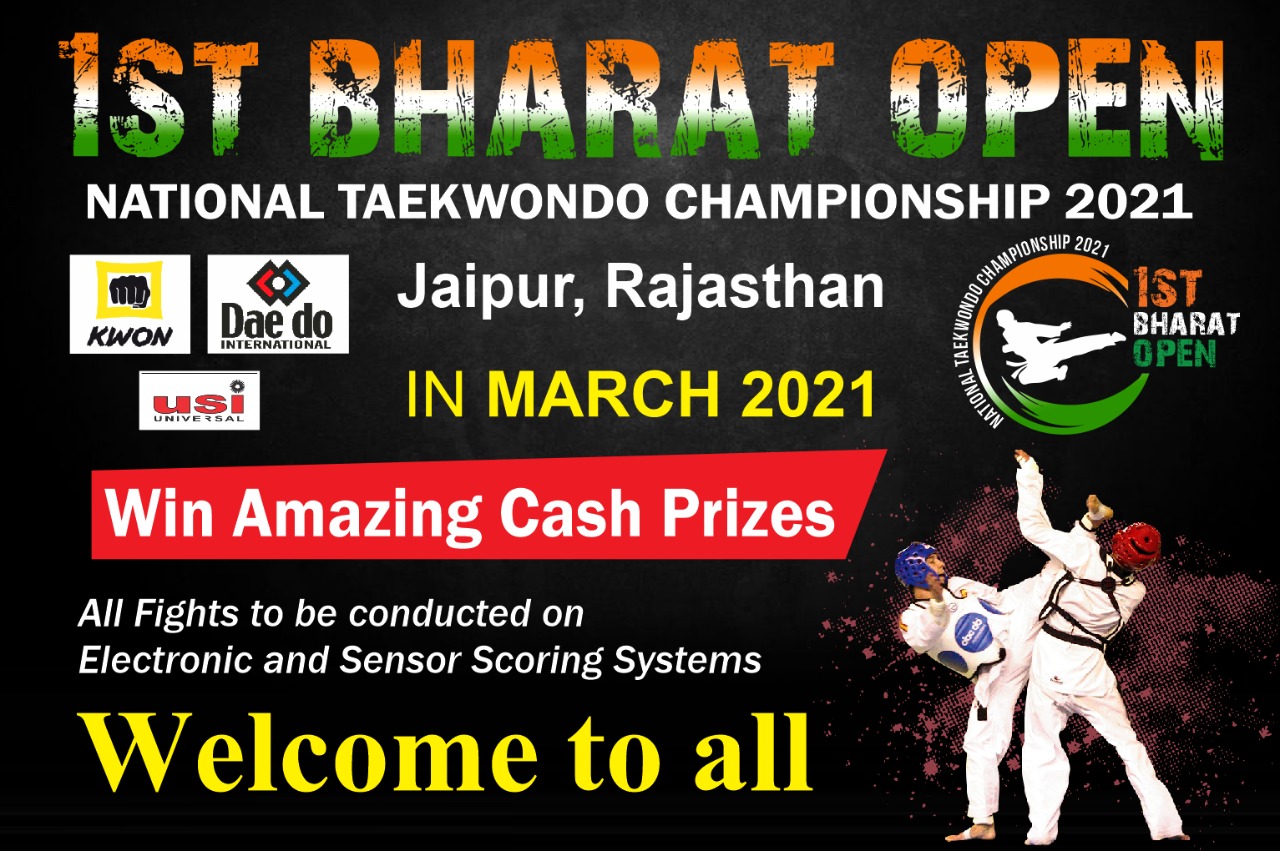 1ST BHARAT OPEN
NATIONAL TAEKWONDO CHAMPIONSHIP 2021
KWON
Dae do
INTERNATIONAL
usi
UNIVERSAL
Jaipur, Rajasthan
IN MARCH 2021
NATIONAL TAEKWONDO CHAMPIONSHIP 2021
1ST
BHARAT
OPEN
Win Amazing Cash Prizes
All Fights to be conducted on
Electronic and Sensor Scoring Systems
Welcome to all
dae do